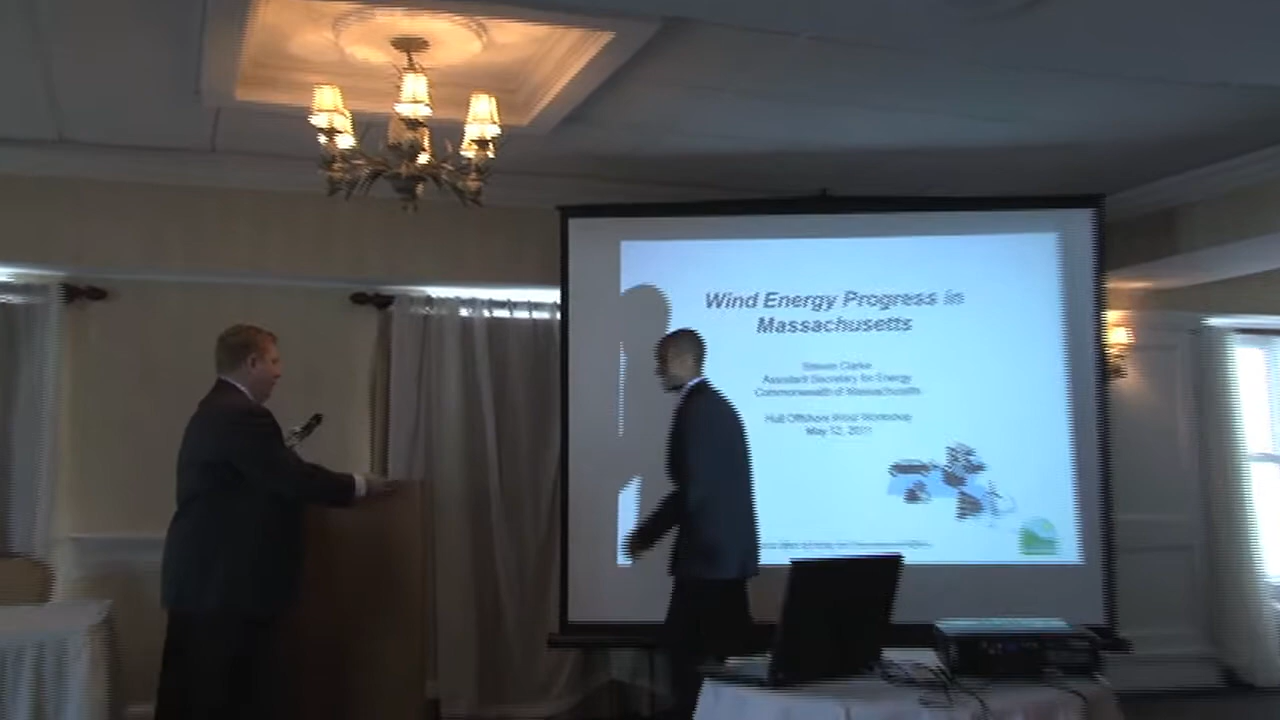 Wind Energy Progress in
Massachusetts
Steven Clarke
Assistant Secretary for Energy
Commonwealth of Massachusetts
Hull Offshore Wind Workshop
May 12, 2011